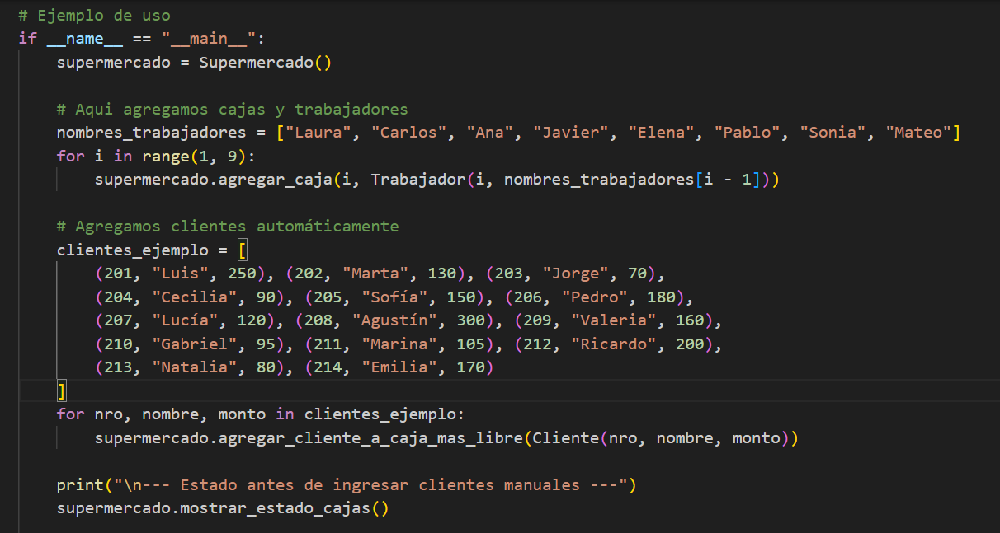 # Ejemplo de uso
if __name__ == "__main__":
    supermercado = Supermercado()

    # Aqui agregamos cajas y trabajadores
    nombres_trabajadores = ["Laura", "Carlos", "Ana", "Javier", "Elena", "Pablo", "Sonia", "Mateo"]
    for i in range(1, 9):
        supermercado.agregar_caja(i, Trabajador(i, nombres_trabajadores[i - 1]))

    # Agregamos clientes automáticamente
    clientes_ejemplo = [
        (201, "Luis", 250), (202, "Marta", 130), (203, "Jorge", 70),
        (204, "Cecilia", 90), (205, "Sofía", 150), (206, "Pedro", 180),
        (207, "Lucía", 120), (208, "Agustín", 300), (209, "Valeria", 160),
        (210, "Gabriel", 95), (211, "Marina", 105), (212, "Ricardo", 200),
        (213, "Natalia", 80), (214, "Emilia", 170)
    ]
    for nro, nombre, monto in clientes_ejemplo:
        supermercado.agregar_cliente_a_caja_mas_libre(Cliente(nro, nombre, monto))

    print("\n--- Estado antes de ingresar clientes manuales ---")
    supermercado.mostrar_estado_cajas()